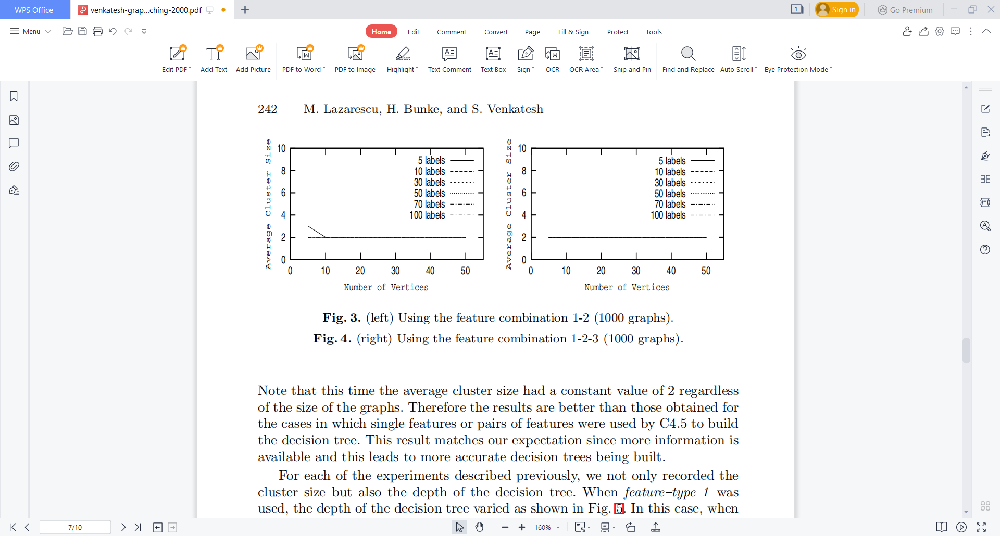 WPS Office
venkatesh-grap...ching-2000.pdf
1
Sign in
Go Premium
Menu
Home Edit Comment Convert Page Fill & Sign Protect Tools
Edit PDF Add Text Add Picture PDF to Word PDF to Image Highlight Text Comment Text Box Sign OCR OCR Area Snip and Pin Find and Replace Auto Scroll Eye Protection Mode
242 M. Lazarescu, H. Bunke, and S. Venkatesh
Average Cluster Size
10
8
6
4
2
0
0 10 20 30 40 50
Number of Vertices
5 labels
10 labels
30 labels
50 labels
70 labels
100 labels
Average Cluster Size
10
8
6
4
2
0
0 10 20 30 40 50
Number of Vertices
5 labels
10 labels
30 labels
50 labels
70 labels
100 labels
Fig. 3. (left) Using the feature combination 1-2 (1000 graphs).
Fig. 4. (right) Using the feature combination 1-2-3 (1000 graphs).
Note that this time the average cluster size had a constant value of 2 regardless
of the size of the graphs. Therefore the results are better than those obtained for
the cases in which single features or pairs of features were used by C4.5 to build
the decision tree. This result matches our expectation since more information is
available and this leads to more accurate decision trees being built.
For each of the experiments described previously, we not only recorded the
cluster size but also the depth of the decision tree. When feature–type 1 was
used, the depth of the decision tree varied as shown in Fig. 5. In this case, when
7/10
160%